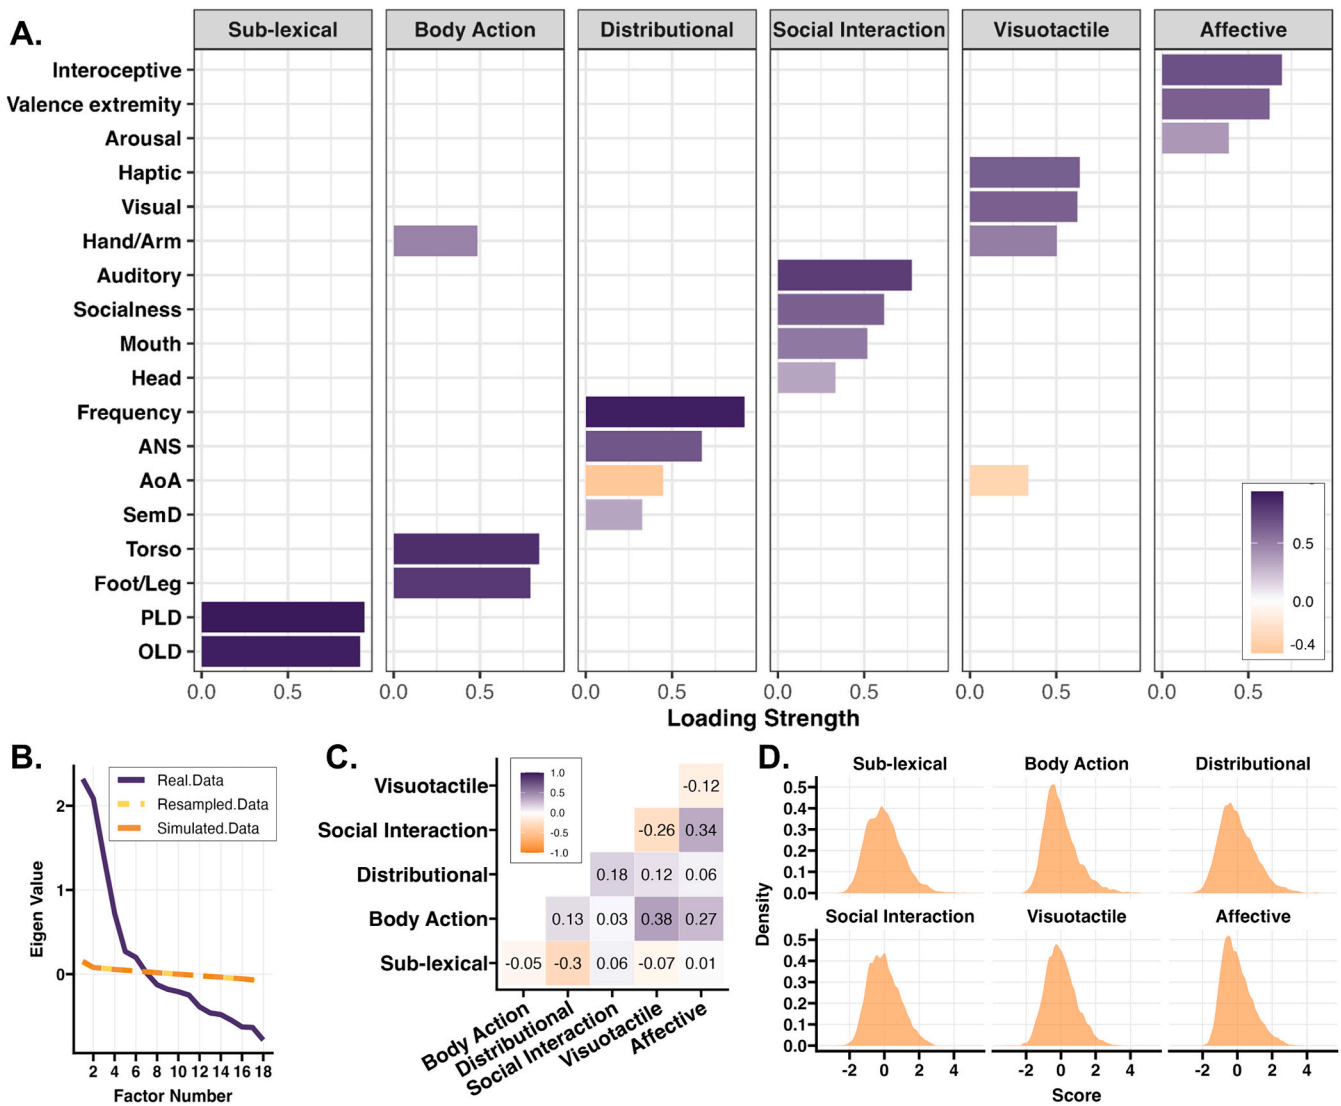 A.
Sub-lexical Body Action Distributional Social Interaction Visuotactile Affective
Interoceptive
Valence extremity
Arousal
Haptic
Visual
Hand/Arm
Auditory
Socialness
Mouth
Head
Frequency
ANS
AoA
SemD
Torso
Foot/Leg
PLD
OLD
0.5
0.0
-0.4
0.0 0.5 0.0 0.5 0.0 0.5 0.0 0.5 0.0 0.5 0.0 0.5
Loading Strength
B.
Real.Data
Resampled.Data
Simulated.Data
2
1
0
Eigen Value
2 4 6 8 10 12 14 16 18
Factor Number
C.
1.0
0.5
0.0
-0.5
-1.0
Visuotactile -0.12
Social Interaction -0.26 0.34
Distributional 0.18 0.12 0.06
Body Action 0.13 0.03 0.38 0.27
Sub-lexical -0.05 -0.3 0.06 -0.07 0.01
Body Action
Distributional
Social Interaction
Visuotactile
Affective
D.
Sub-lexical Body Action Distributional
0.5
0.4
0.3
0.2
0.1
0.0
Density
Social Interaction Visuotactile Affective
0.5
0.4
0.3
0.2
0.1
0.0
-2 0 2 4 -2 0 2 4 -2 0 2 4
Score